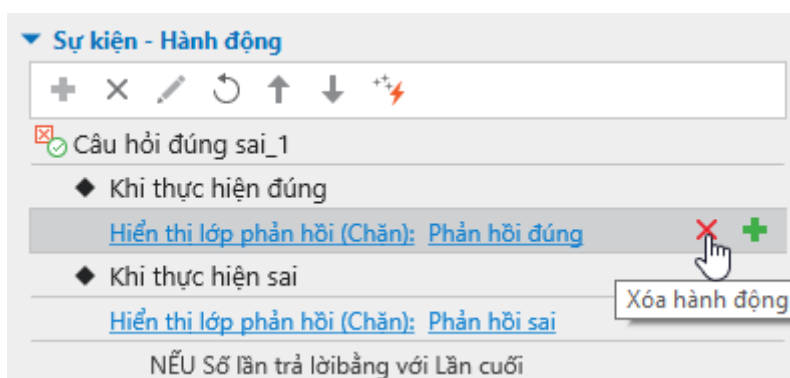 Sự kiện - Hành động
Câu hỏi đúng sai_1
Khi thực hiện đúng
Hiển thị lớp phản hồi (Chặn): Phản hồi đúng
Khi thực hiện sai
Xóa hành động
Hiển thị lớp phản hồi (Chặn): Phản hồi sai
NẾU Số lần trả lờibằng với Lần cuối